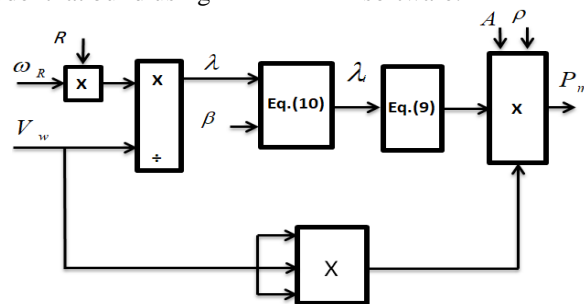 R
A ρ
ω_R
x
x
λ
Eq.(10)
λ_i
Eq.(9)
x
P_m
β
V_w
÷
X